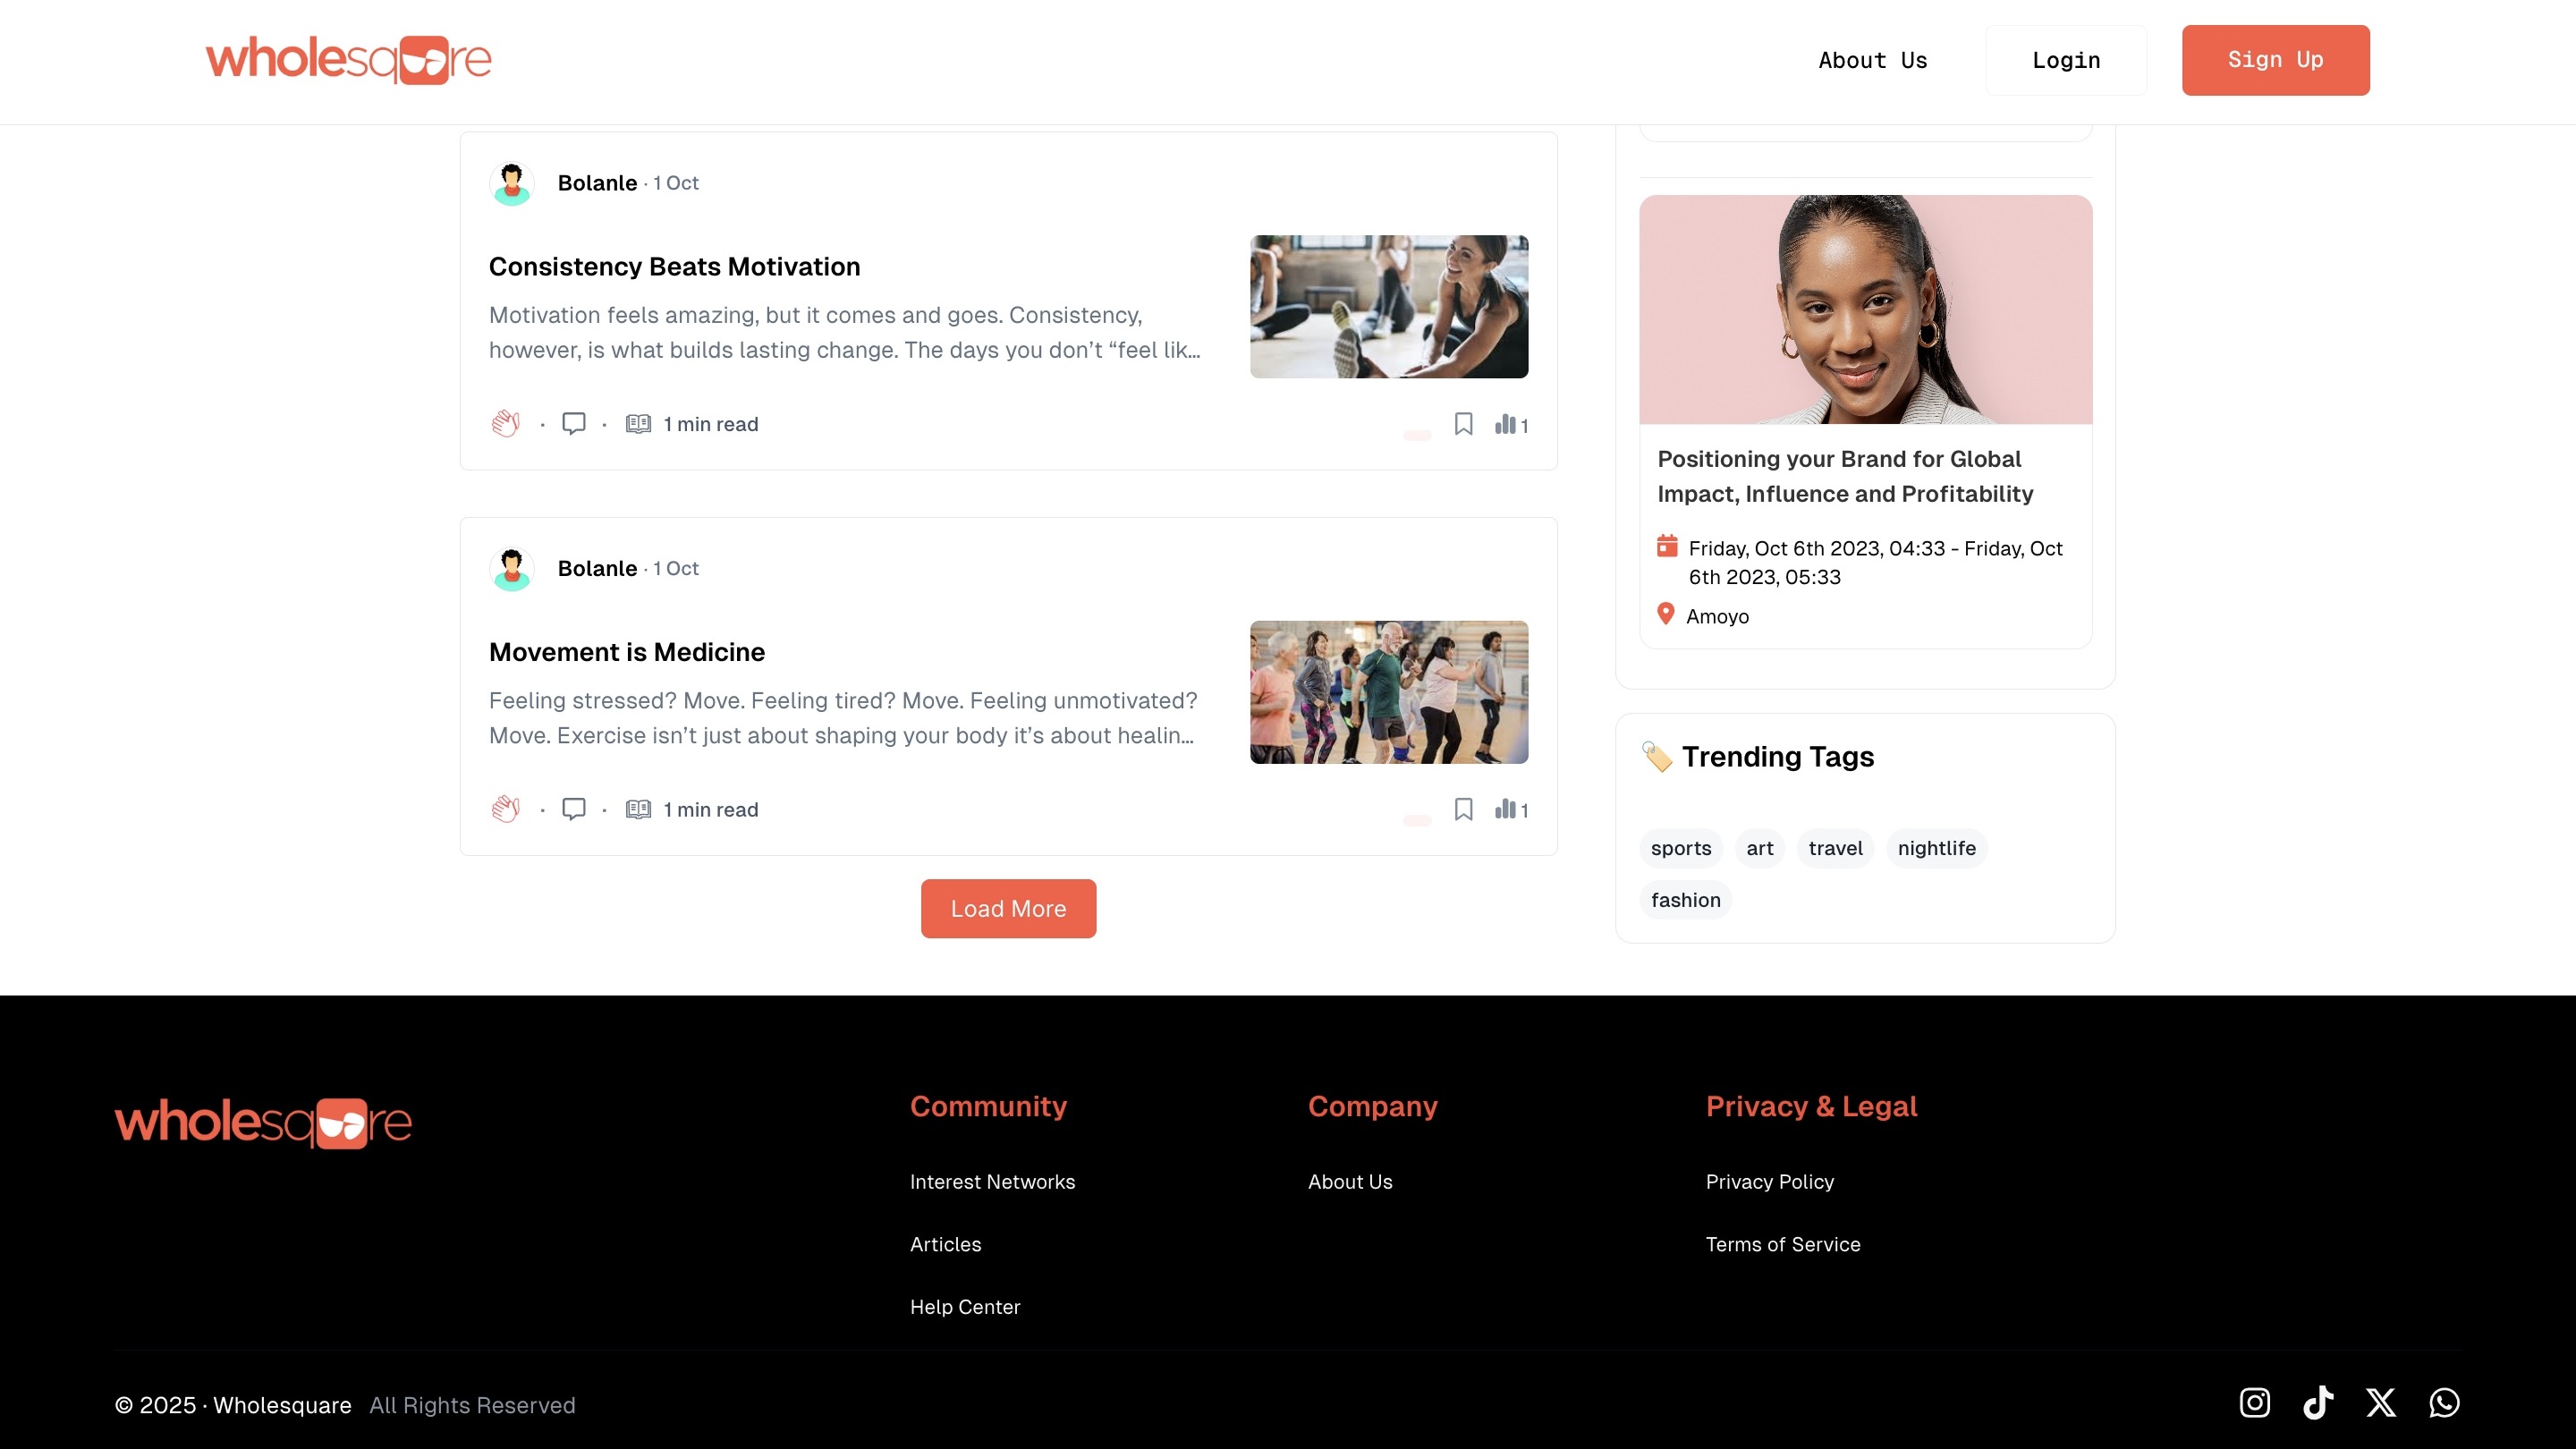 wholesquare
About Us
Login
Sign Up
Bolanle · 1 Oct
Consistency Beats Motivation
Motivation feels amazing, but it comes and goes. Consistency,
however, is what builds lasting change. The days you don’t “feel lik...
· · 1 min read
1
Bolanle · 1 Oct
Movement is Medicine
Feeling stressed? Move. Feeling tired? Move. Feeling unmotivated?
Move. Exercise isn’t just about shaping your body it’s about healin...
· · 1 min read
1
Load More
Positioning your Brand for Global
Impact, Influence and Profitability
Friday, Oct 6th 2023, 04:33 - Friday, Oct
6th 2023, 05:33
Amoyo
🏷️ Trending Tags
sports
art
travel
nightlife
fashion
wholesquare
Community
Interest Networks
Articles
Help Center
Company
About Us
Privacy & Legal
Privacy Policy
Terms of Service
© 2025 · Wholesquare All Rights Reserved